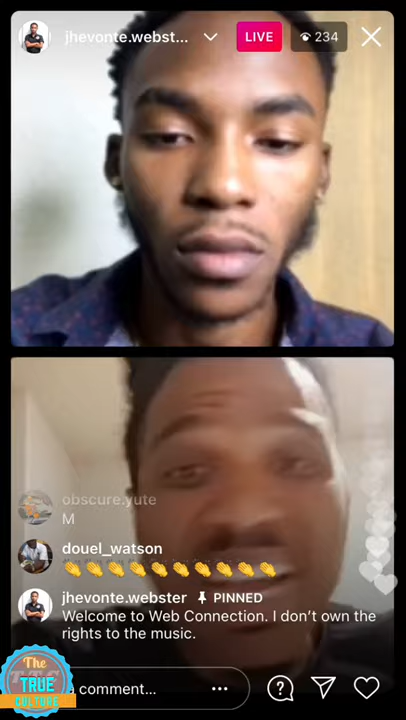 jhevonte.webst...
LIVE
234
obscure.yute
M
douel_watson
jhevonte.webster PINNED
Welcome to Web Connection. I don't own the
rights to the music.
a comment...
The
TRUE
CULTURE